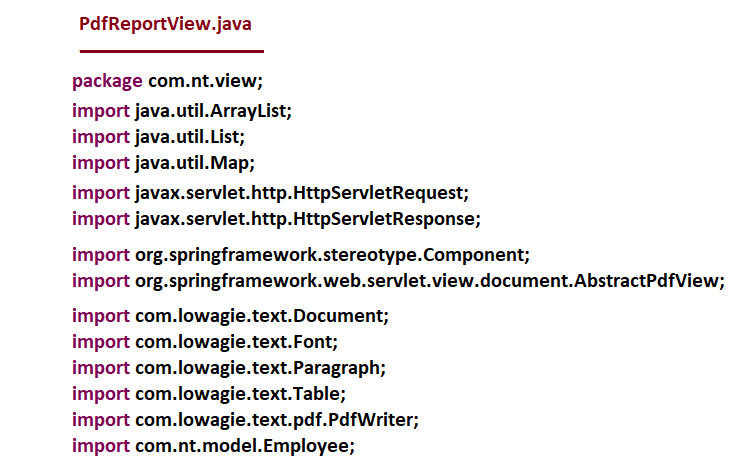 PdfReportView.java
package com.nt.view;
import java.util.ArrayList;
import java.util.List;
import java.util.Map;
import javax.servlet.http.HttpServletRequest;
import javax.servlet.http.HttpServletResponse;
import org.springframework.stereotype.Component;
import org.springframework.web.servlet.view.document.AbstractPdfView;
import com.lowagie.text.Document;
import com.lowagie.text.Font;
import com.lowagie.text.Paragraph;
import com.lowagie.text.Table;
import com.lowagie.text.pdf.PdfWriter;
import com.nt.model.Employee;